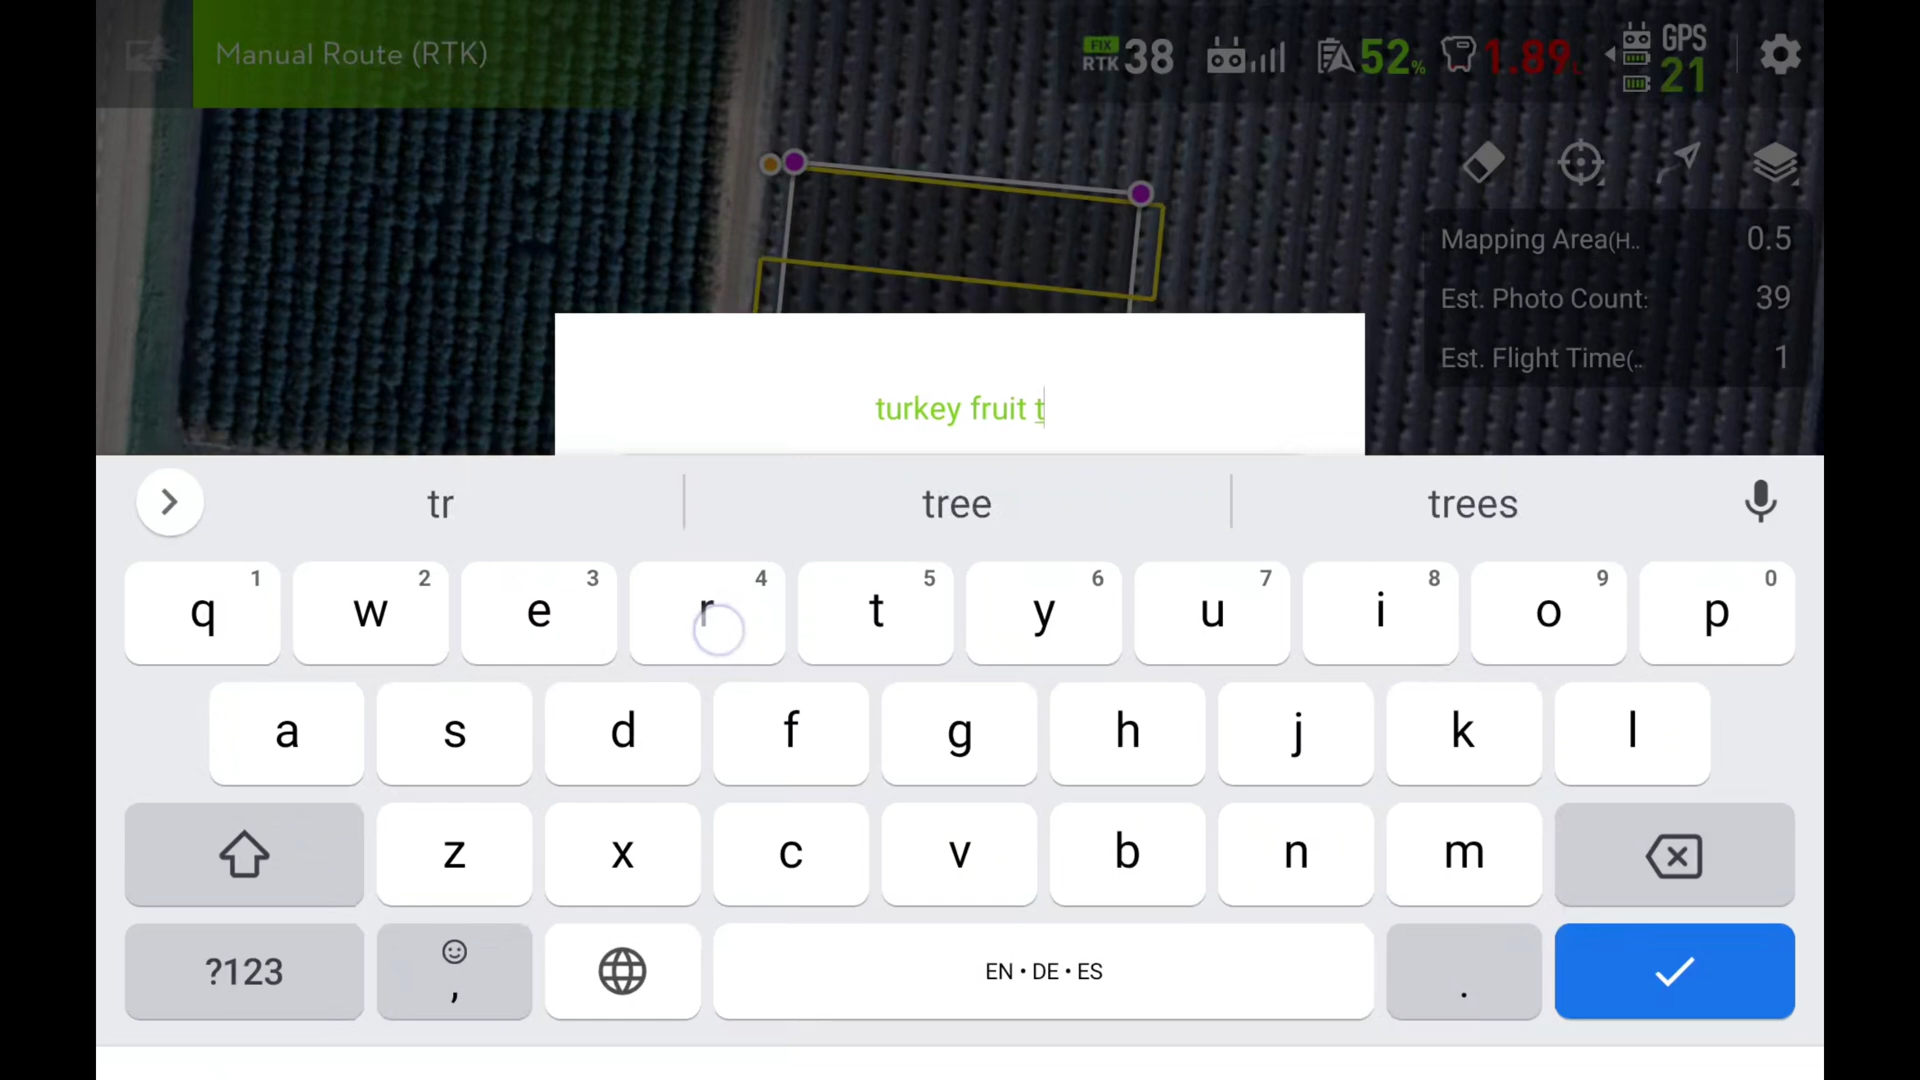 Manual Route (RTK)
FIX
RTK 38
52%
1.89L
GPS
21
Mapping Area(H.. 0.5
Est. Photo Count: 39
Est. Flight Time(.. 1
turkey fruit t
tr tree trees
q 1 w 2 e 3 r 4 t 5 y 6 u 7 i 8 o 9 p 0
a s d f g h j k l
z x c v b n m
?123 , EN • DE • ES .